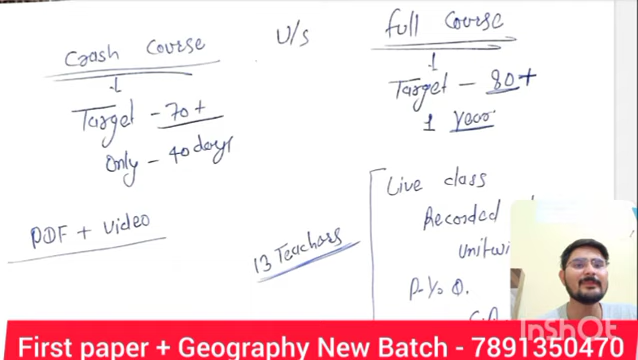 Crash Course
V/s
full Course
Target - 70+
Only - 40 days
Target - 80+
1 Year
PDF + Video
13 Teachers
Live class
Recorded
P.Y.Q.
First paper + Geography New Batch - 7891350470
InShOt